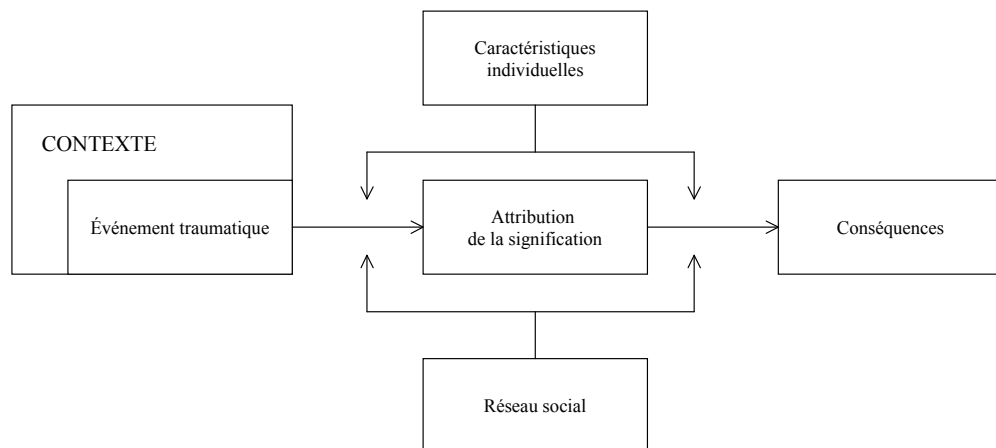 Caractéristiques
individuelles
CONTEXTE
Événement traumatique
Attribution
de la signification
Conséquences
Réseau social